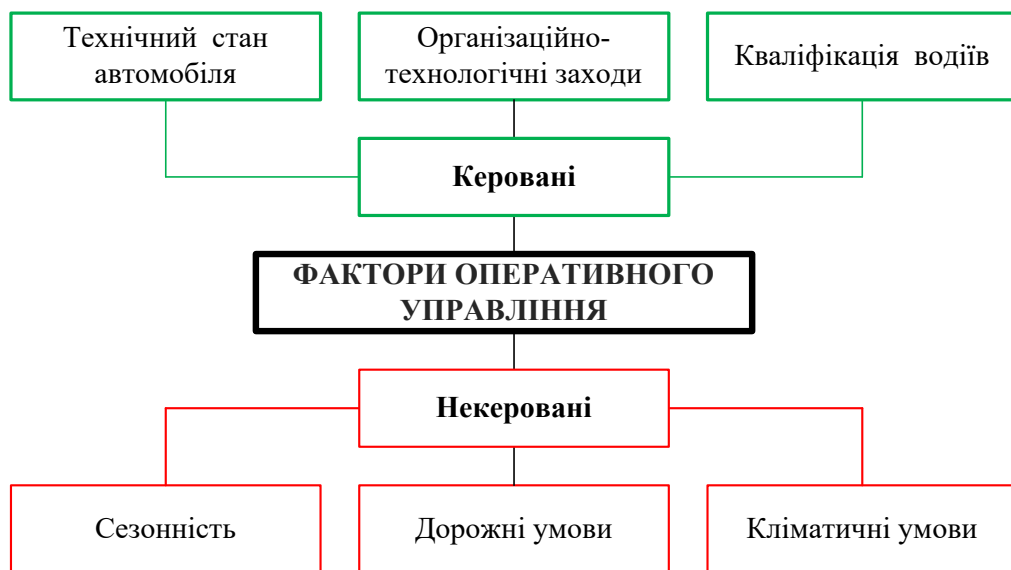 Технічний стан
автомобіля
Організаційно-
технологічні заходи
Кваліфікація водіїв
Керовані
ФАКТОРИ ОПЕРАТИВНОГО
УПРАВЛІННЯ
Некеровані
Сезонність
Дорожні умови
Кліматичні умови